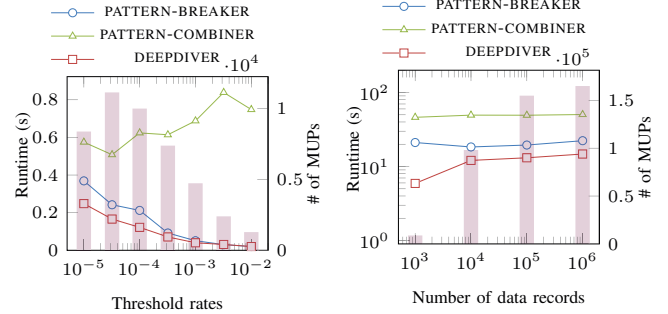 PATTERN-BREAKER
PATTERN-COMBINER
DEEPDIVER
·10^4
0.8
0.6
0.4
0.2
0
Runtime (s)
1
0.5
0
# of MUPs
10^−5
10^−4
10^−3
10^−2
Threshold rates
PATTERN-BREAKER
PATTERN-COMBINER
DEEPDIVER
·10^5
10^2
10^1
10^0
Runtime (s)
1.5
1
0.5
0
# of MUPs
10^3
10^4
10^5
10^6
Number of data records